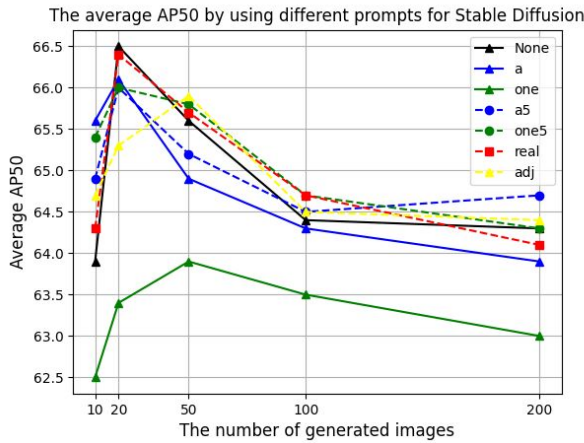 The average AP50 by using different prompts for Stable Diffusion
66.5
66.0
65.5
65.0
64.5
64.0
63.5
63.0
62.5
Average AP50
None
a
one
a5
one5
real
adj
10 20 50 100 200
The number of generated images